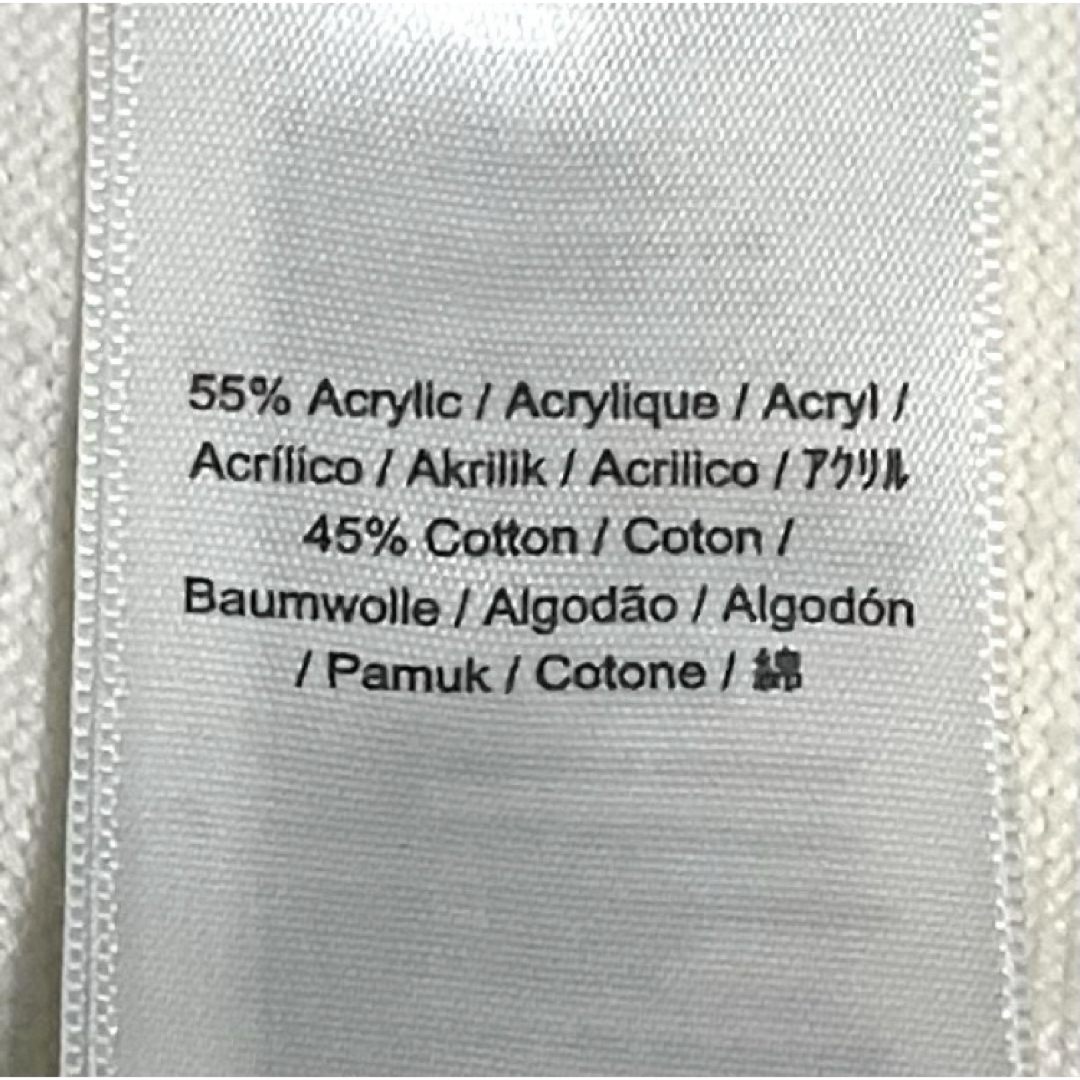 55% Acrylic / Acrylique / Acryl /
Acrílico / Akrilik / Acrilico / アクリル
45% Cotton / Coton /
Baumwolle / Algodão / Algodón
/ Pamuk / Cotone / 綿